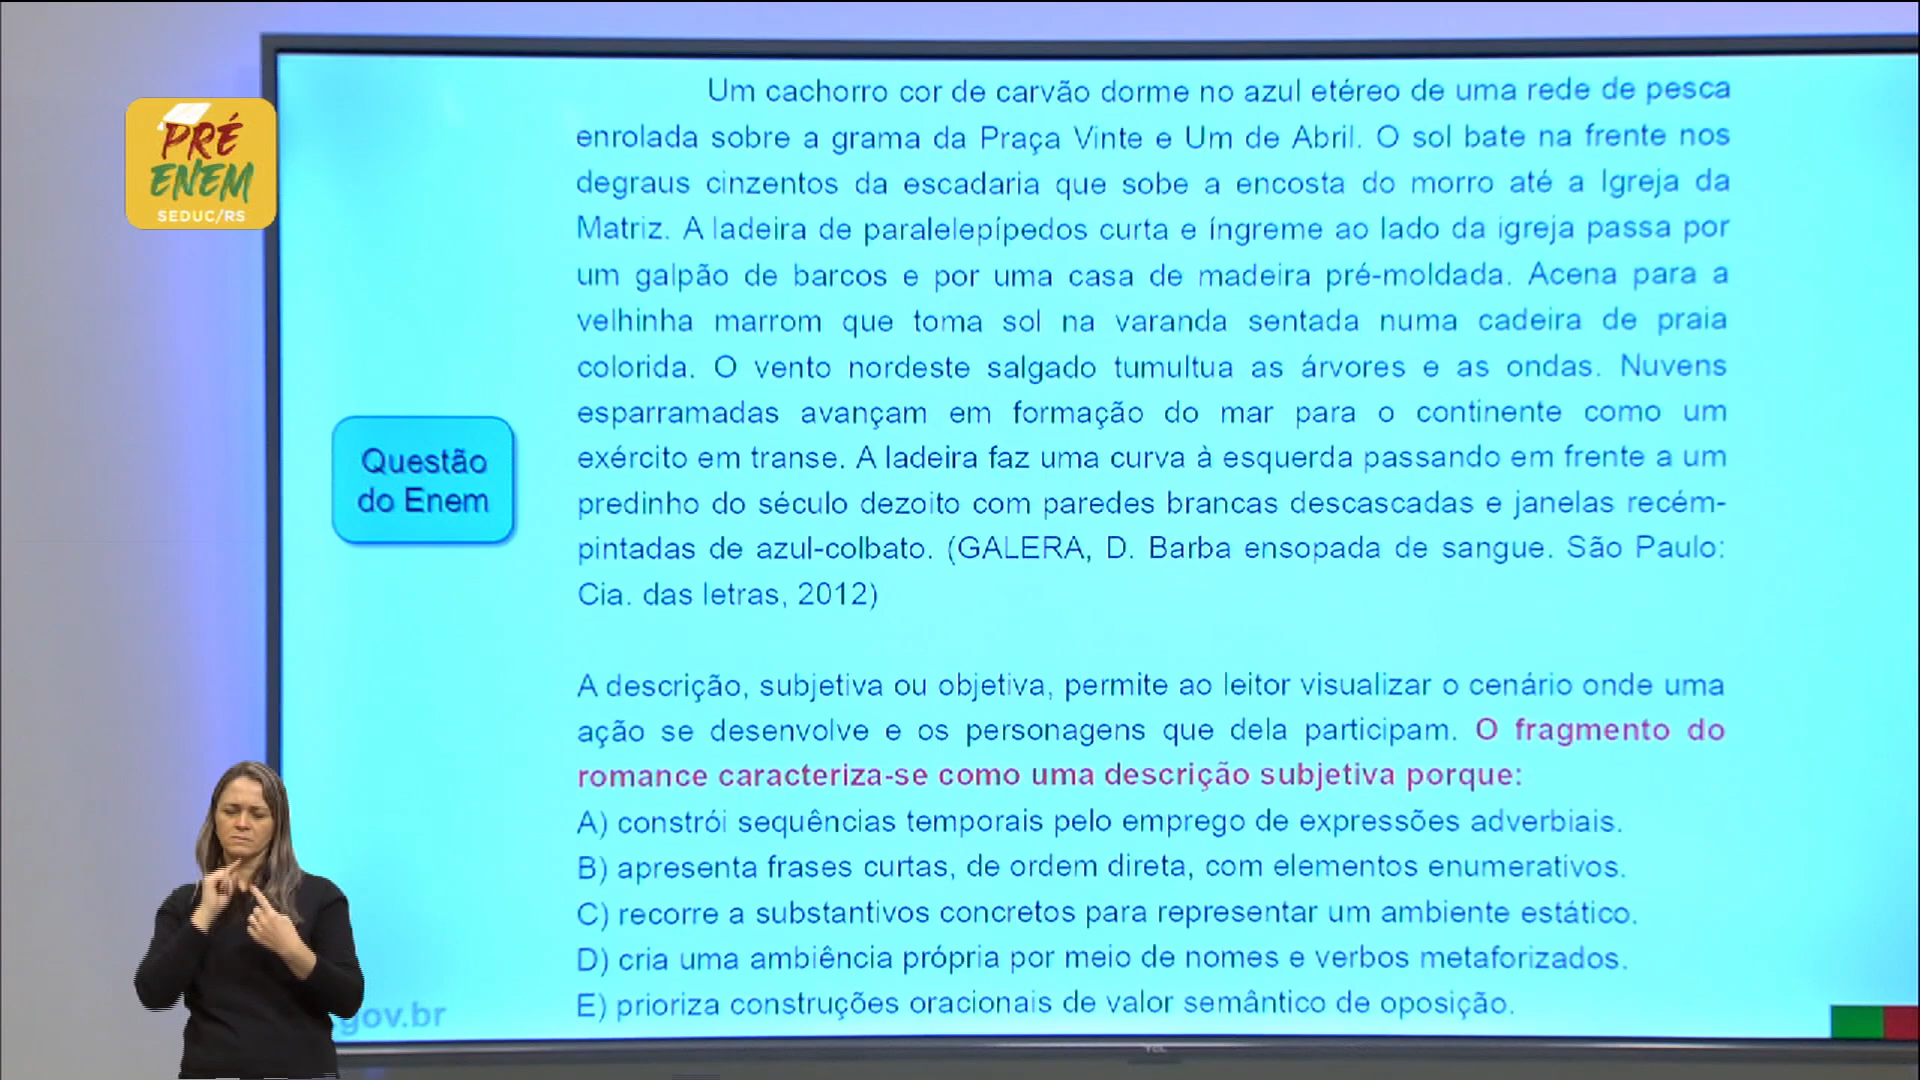 PRÉ
ENEM
SEDUC/RS
Um cachorro cor de carvão dorme no azul etéreo de uma rede de pesca
enrolada sobre a grama da Praça Vinte e Um de Abril. O sol bate na frente nos
degraus cinzentos da escadaria que sobe a encosta do morro até a Igreja da
Matriz. A ladeira de paralelepípedos curta e íngreme ao lado da igreja passa por
um galpão de barcos e por uma casa de madeira pré-moldada. Acena para a
velhinha marrom que toma sol na varanda sentada numa cadeira de praia
colorida. O vento nordeste salgado tumultua as árvores e as ondas. Nuvens
esparramadas avançam em formação do mar para o continente como um
exército em transe. A ladeira faz uma curva à esquerda passando em frente a um
predinho do século dezoito com paredes brancas descascadas e janelas recém-
pintadas de azul-colbato. (GALERA, D. Barba ensopada de sangue. São Paulo:
Cia. das letras, 2012)
Questão
do Enem
A descrição, subjetiva ou objetiva, permite ao leitor visualizar o cenário onde uma
ação se desenvolve e os personagens que dela participam. O fragmento do
romance caracteriza-se como uma descrição subjetiva porque:
A) constrói sequências temporais pelo emprego de expressões adverbiais.
B) apresenta frases curtas, de ordem direta, com elementos enumerativos.
C) recorre a substantivos concretos para representar um ambiente estático.
D) cria uma ambiência própria por meio de nomes e verbos metaforizados.
E) prioriza construções oracionais de valor semântico de oposição.
.gov.br
TCL